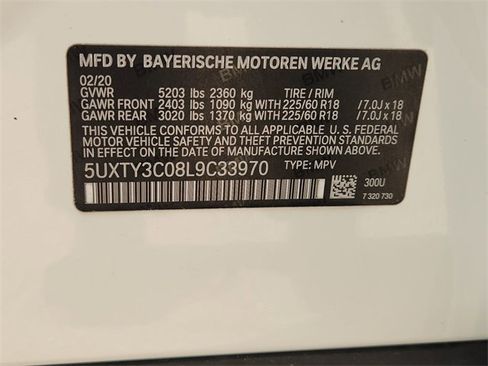 MFD BY BAYERISCHE MOTOREN WERKE AG
02/20
GVWR 5203 lbs 2360 kg TIRE / RIM
GAWR FRONT 2403 lbs 1090 kg WITH 225/60 R18 / 7.0J x 18
GAWR REAR 3020 lbs 1370 kg WITH 225/60 R18 / 7.0J x 18
THIS VEHICLE CONFORMS TO ALL APPLICABLE U. S. FEDERAL
MOTOR VEHICLE SAFETY AND THEFT PREVENTION STANDARDS
IN EFFECT ON THE DATE OF MANUFACTURE SHOWN ABOVE.
5UXTY3C08L9C33970 TYPE: MPV
300U
7 320 730